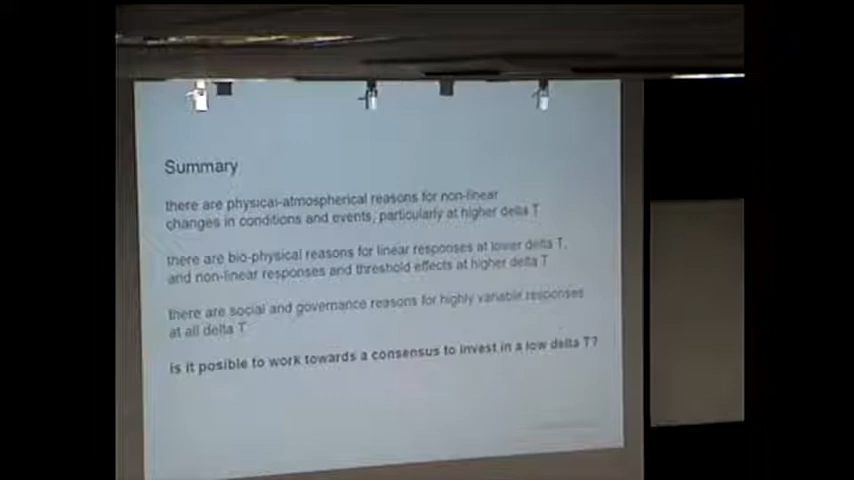 Summary
there are physical-atmospherical reasons for non-linear
changes in conditions and events, particularly at higher delta T
there are bio-physical reasons for linear responses at lower delta T,
and non-linear responses and threshold effects at higher delta T
there are social and governance reasons for highly variable responses
at all delta T
is it posible to work towards a consensus to invest in a low delta T?